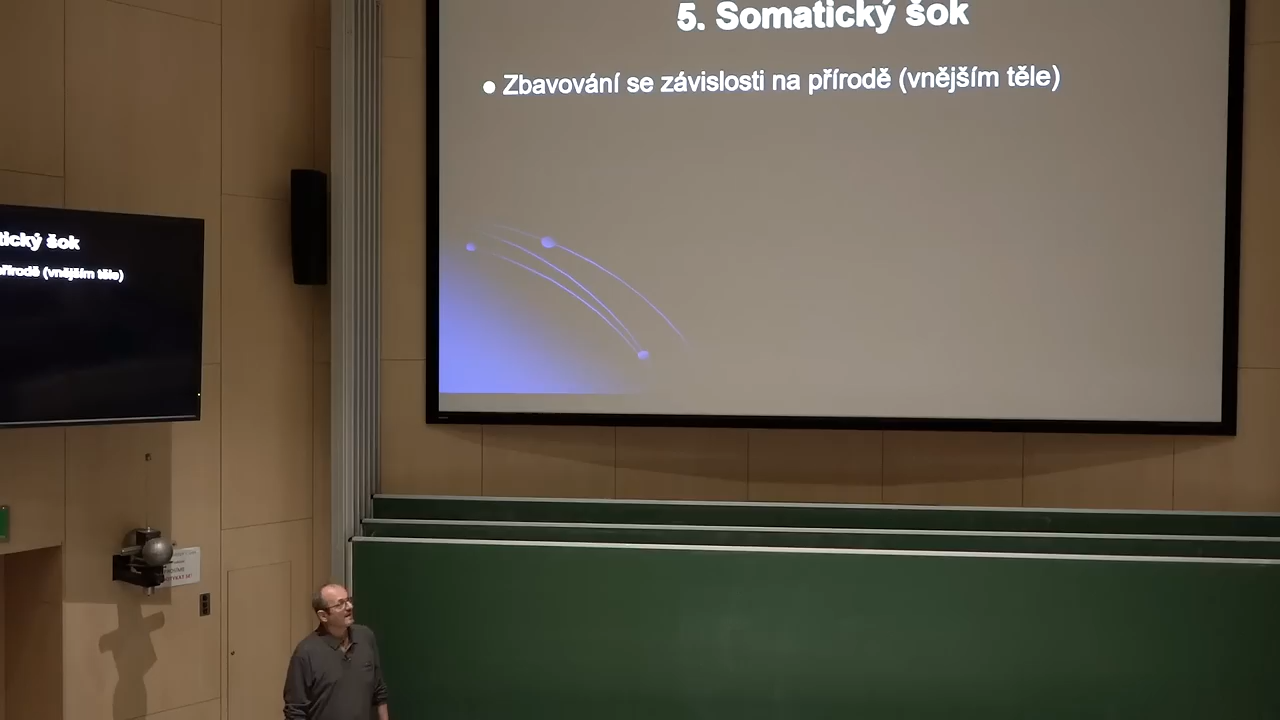 5. Somatický šok
● Zbavování se závislosti na přírodě (vnějším těle)
tický šok
přírodě (vnějším těle)